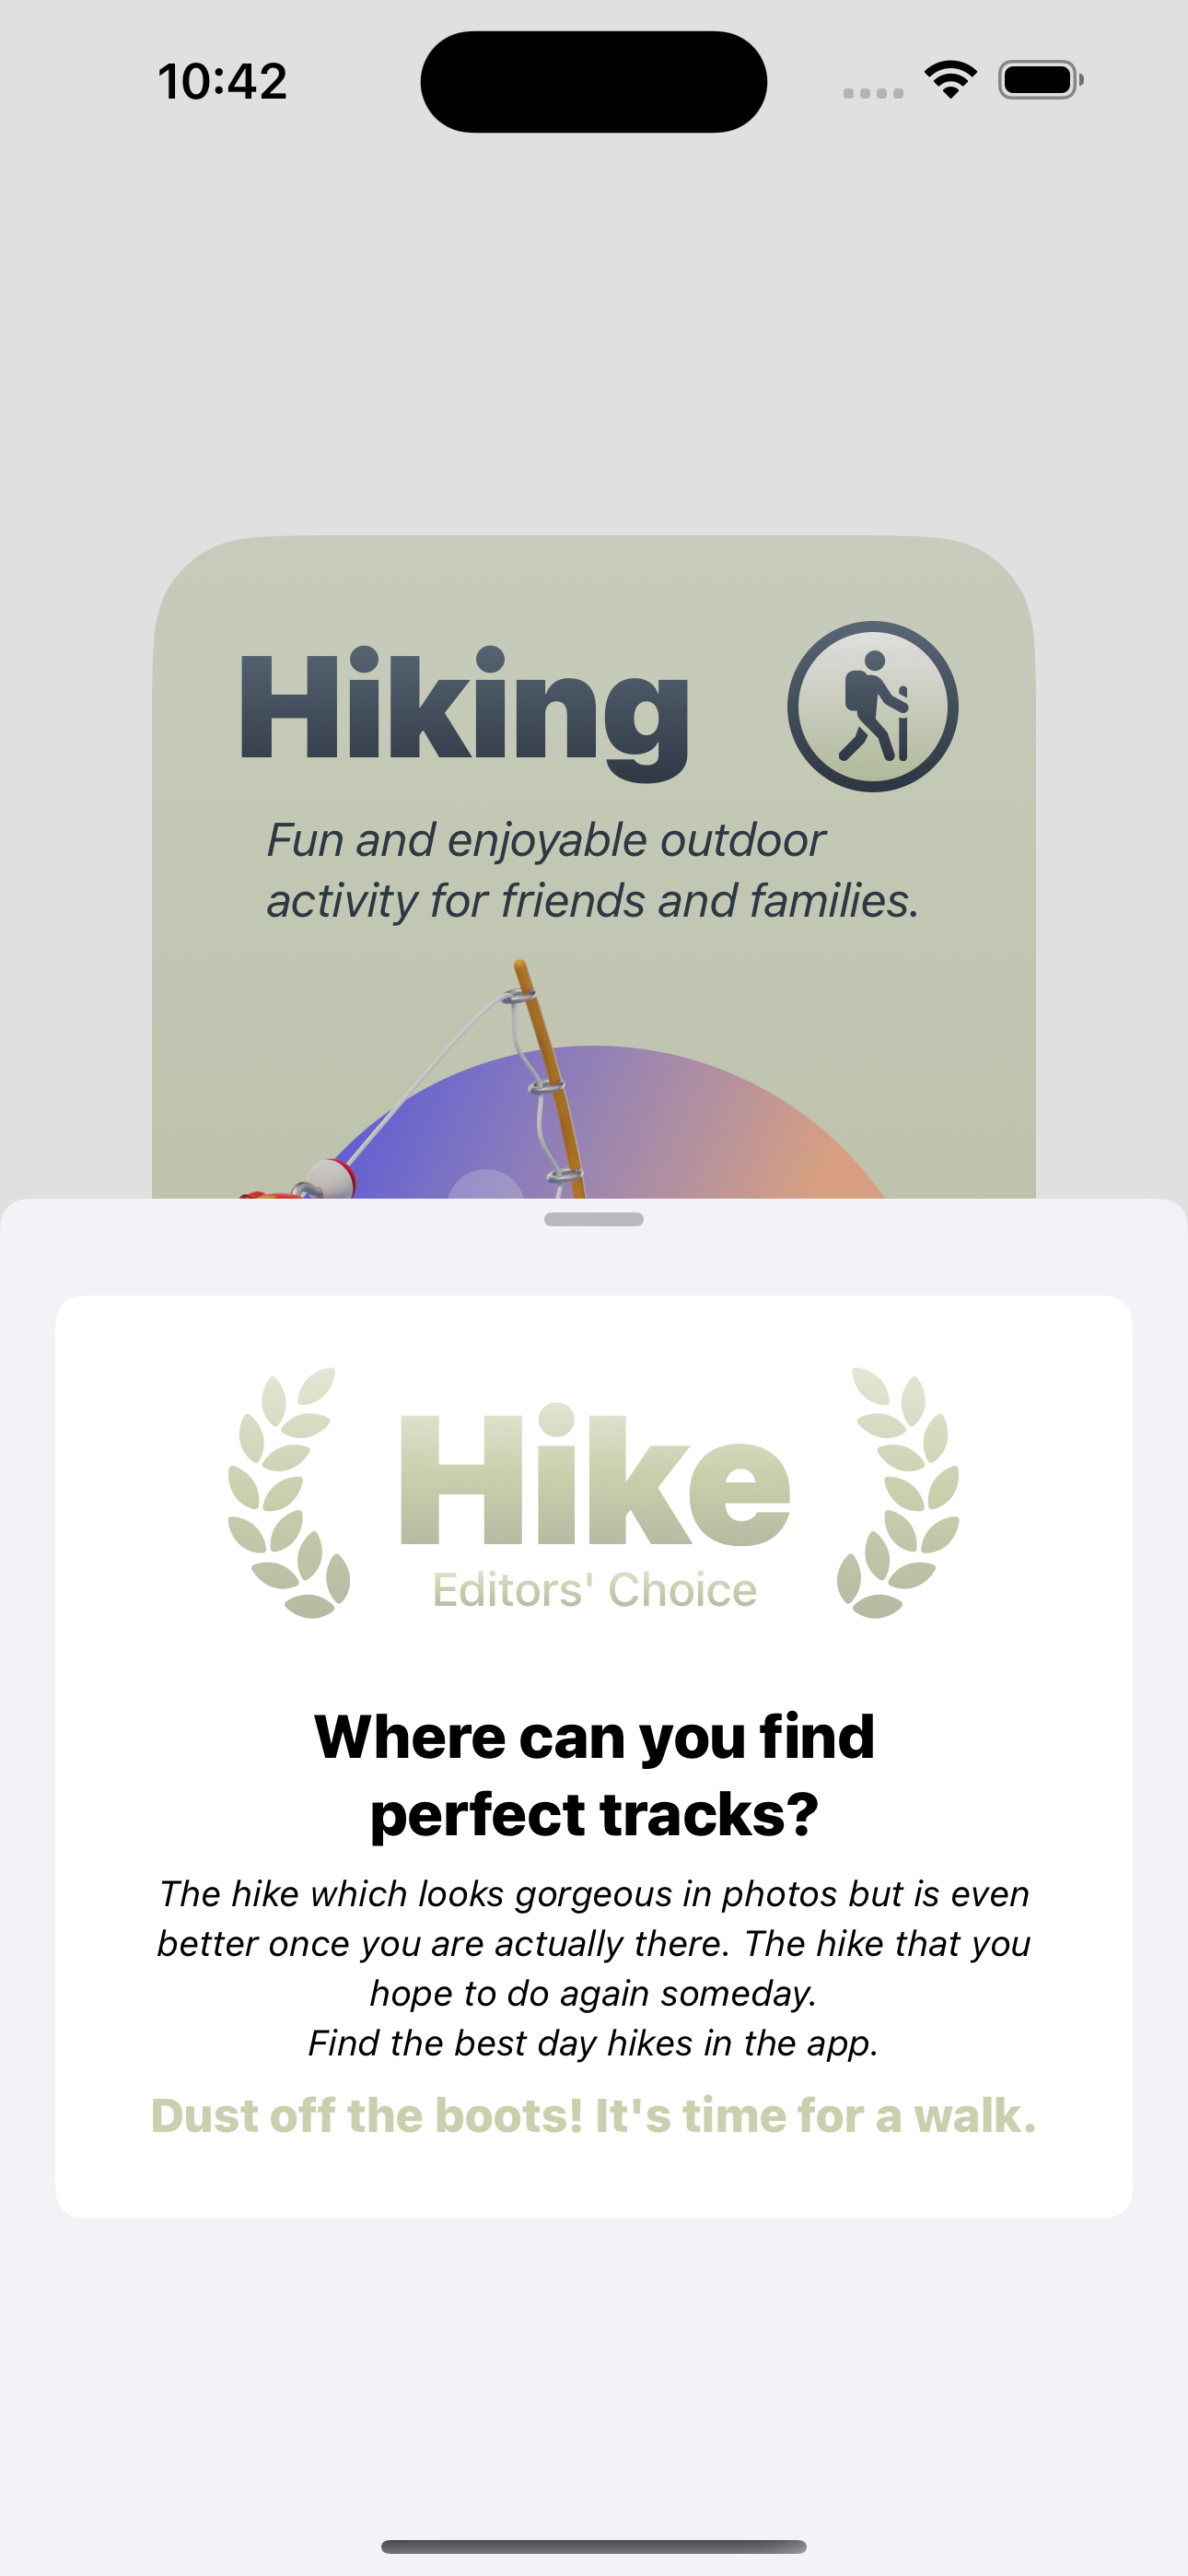 10:42
Hiking
Fun and enjoyable outdoor
activity for friends and families.
Hike
Editors' Choice
Where can you find
perfect tracks?
The hike which looks gorgeous in photos but is even
better once you are actually there. The hike that you
hope to do again someday.
Find the best day hikes in the app.
Dust off the boots! It's time for a walk.